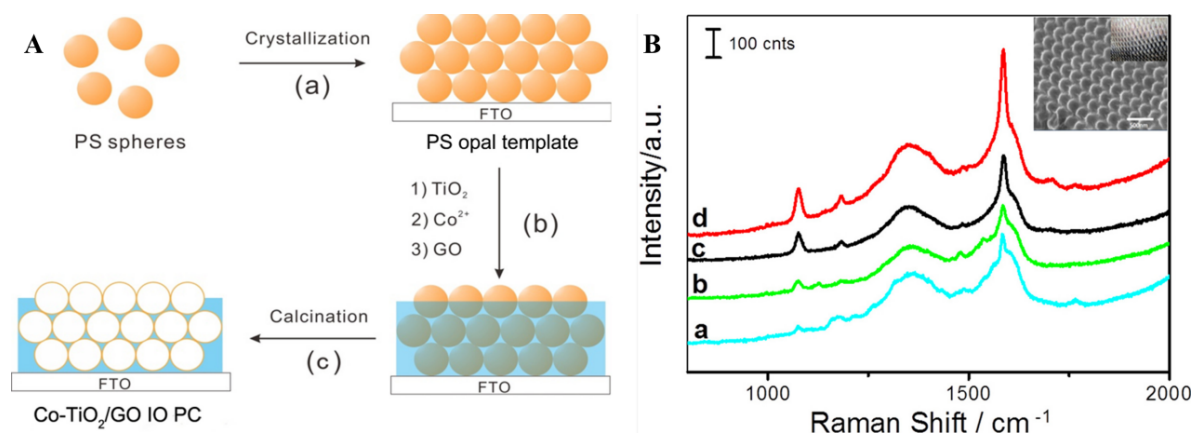 A
PS spheres
Crystallization
(a)
FTO
PS opal template
1) TiO₂
2) Co²⁺
3) GO
(b)
FTO
Calcination
(c)
FTO
Co-TiO₂/GO IO PC
B
100 cnts
d
c
b
a
Intensity/a.u.
1000 1500 2000
Raman Shift / cm⁻¹